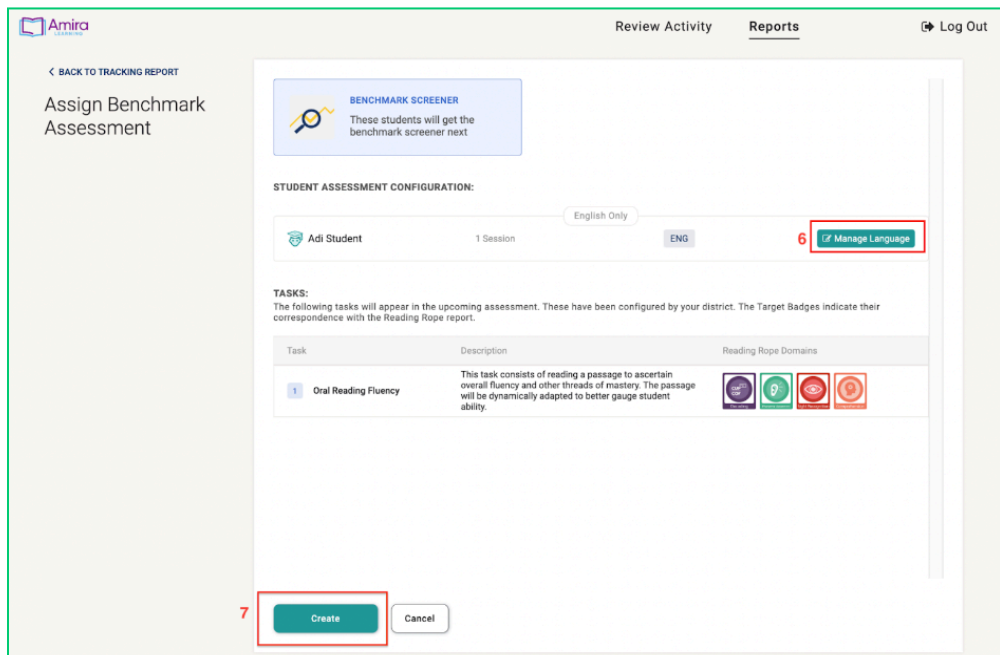 Amira
LEARNING
Review Activity
Reports
Log Out
BACK TO TRACKING REPORT
Assign Benchmark
Assessment
BENCHMARK SCREENER
These students will get the
benchmark screener next
STUDENT ASSESSMENT CONFIGURATION:
English Only
Adi Student
1 Session
ENG
6
Manage Language
TASKS:
The following tasks will appear in the upcoming assessment. These have been configured by your district. The Target Badges indicate their
correspondence with the Reading Rope report.
Task
Description
Reading Rope Domains
1
Oral Reading Fluency
This task consists of reading a passage to ascertain
overall fluency and other threads of mastery. The passage
will be dynamically adapted to better gauge student
ability.
7
Create
Cancel